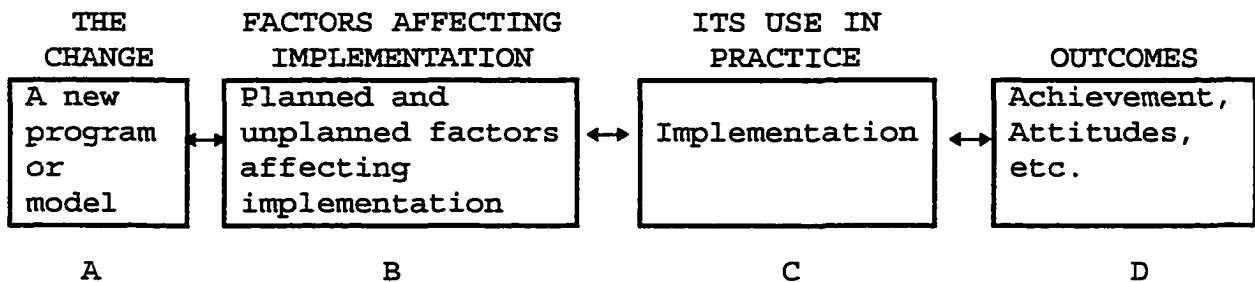 THE
CHANGE
A new
program
or
model
A
FACTORS AFFECTING
IMPLEMENTATION
Planned and
unplanned factors
affecting
implementation
B
ITS USE IN
PRACTICE
Implementation
C
OUTCOMES
Achievement,
Attitudes,
etc.
D